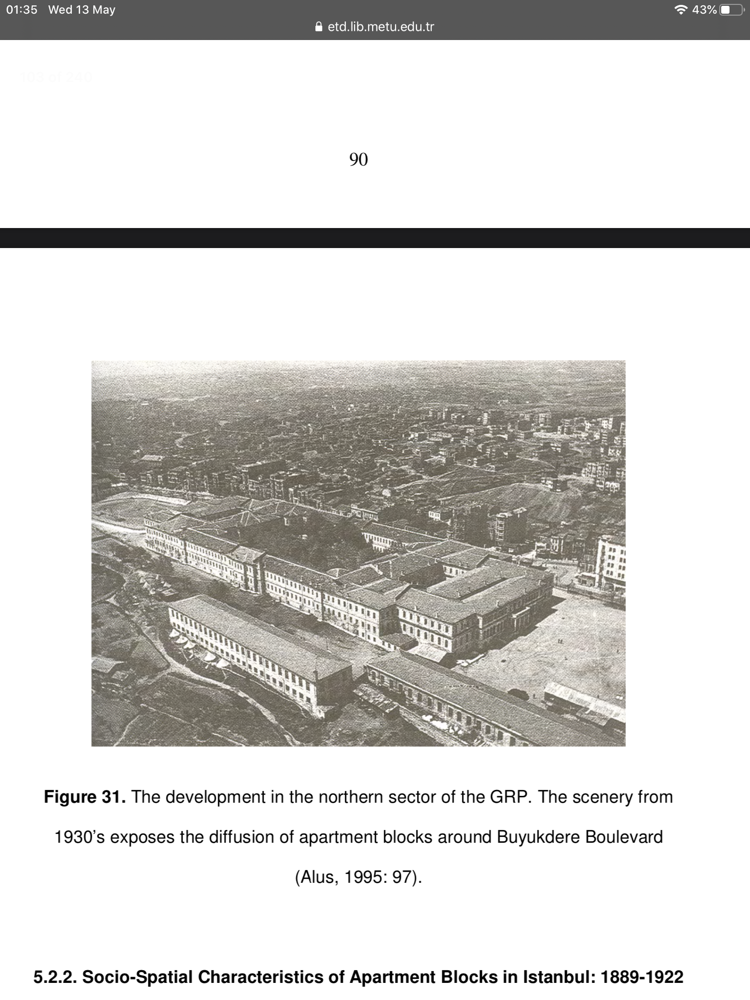 01:35 Wed 13 May
43%
etd.lib.metu.edu.tr
103 of 240
90
Figure 31. The development in the northern sector of the GRP. The scenery from
1930’s exposes the diffusion of apartment blocks around Buyukdere Boulevard
(Alus, 1995: 97).
5.2.2. Socio-Spatial Characteristics of Apartment Blocks in Istanbul: 1889-1922